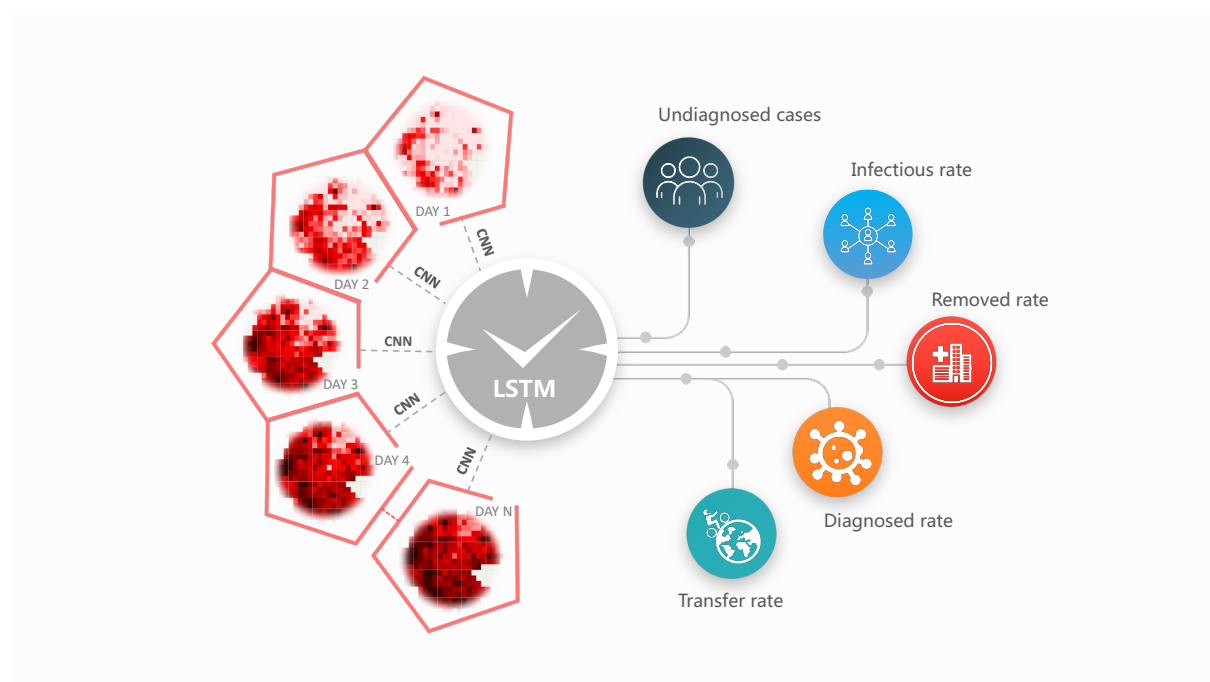 DAY 1
DAY 2
DAY 3
DAY 4
DAY N
CNN
CNN
CNN
CNN
CNN
LSTM
Undiagnosed cases
Infectious rate
Removed rate
Diagnosed rate
Transfer rate